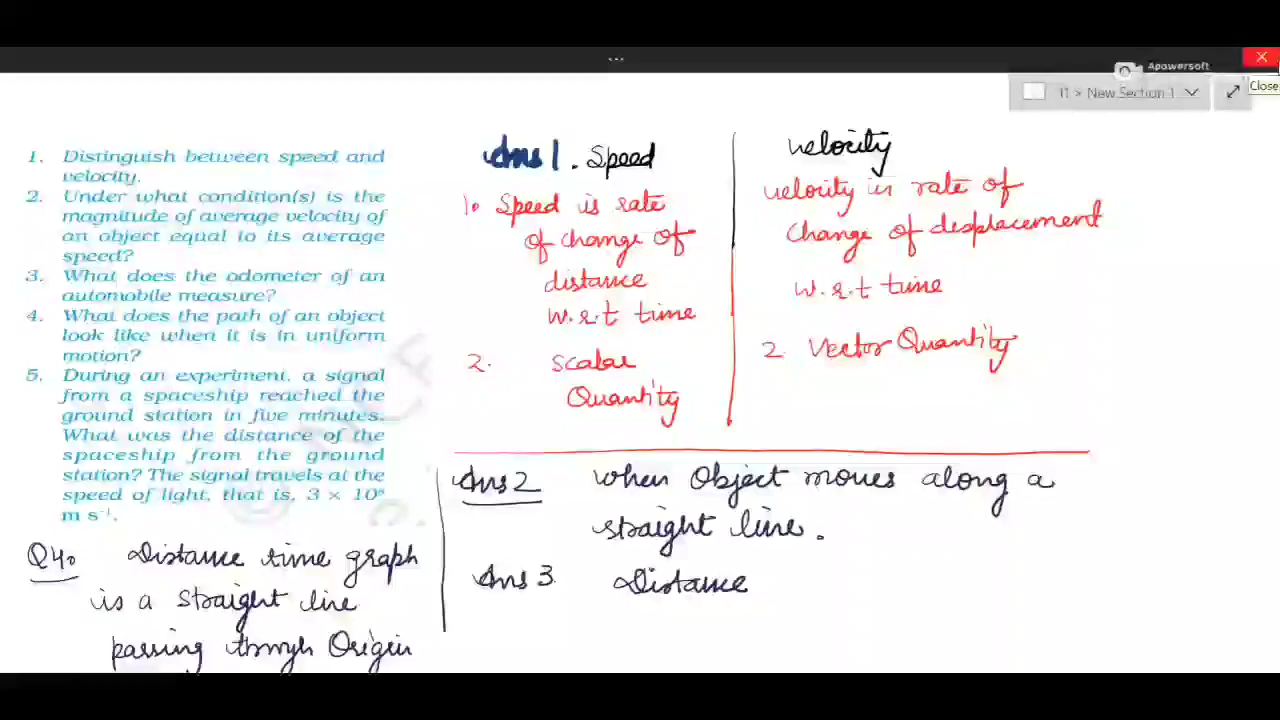 ...
Apowersoft
11 > New Section 1
Close
1. Distinguish between speed and
velocity.
2. Under what condition(s) is the
magnitude of average velocity of
an object equal to its average
speed?
3. What does the odometer of an
automobile measure?
4. What does the path of an object
look like when it is in uniform
motion?
5. During an experiment, a signal
from a spaceship reached the
ground station in five minutes.
What was the distance of the
spaceship from the ground
station? The signal travels at the
speed of light, that is, 3 × 10⁸
m s⁻¹.
Q4. Distance time graph
is a straight line
passing through Origin
Ans 1. Speed
1. Speed is rate
of change of
distance
w.r.t time
2. Scalar
Quantity
velocity
velocity is rate of
change of displacement
w.r.t time
2. Vector Quantity
Ans 2 when Object moves along a
straight line.
Ans 3 Distance